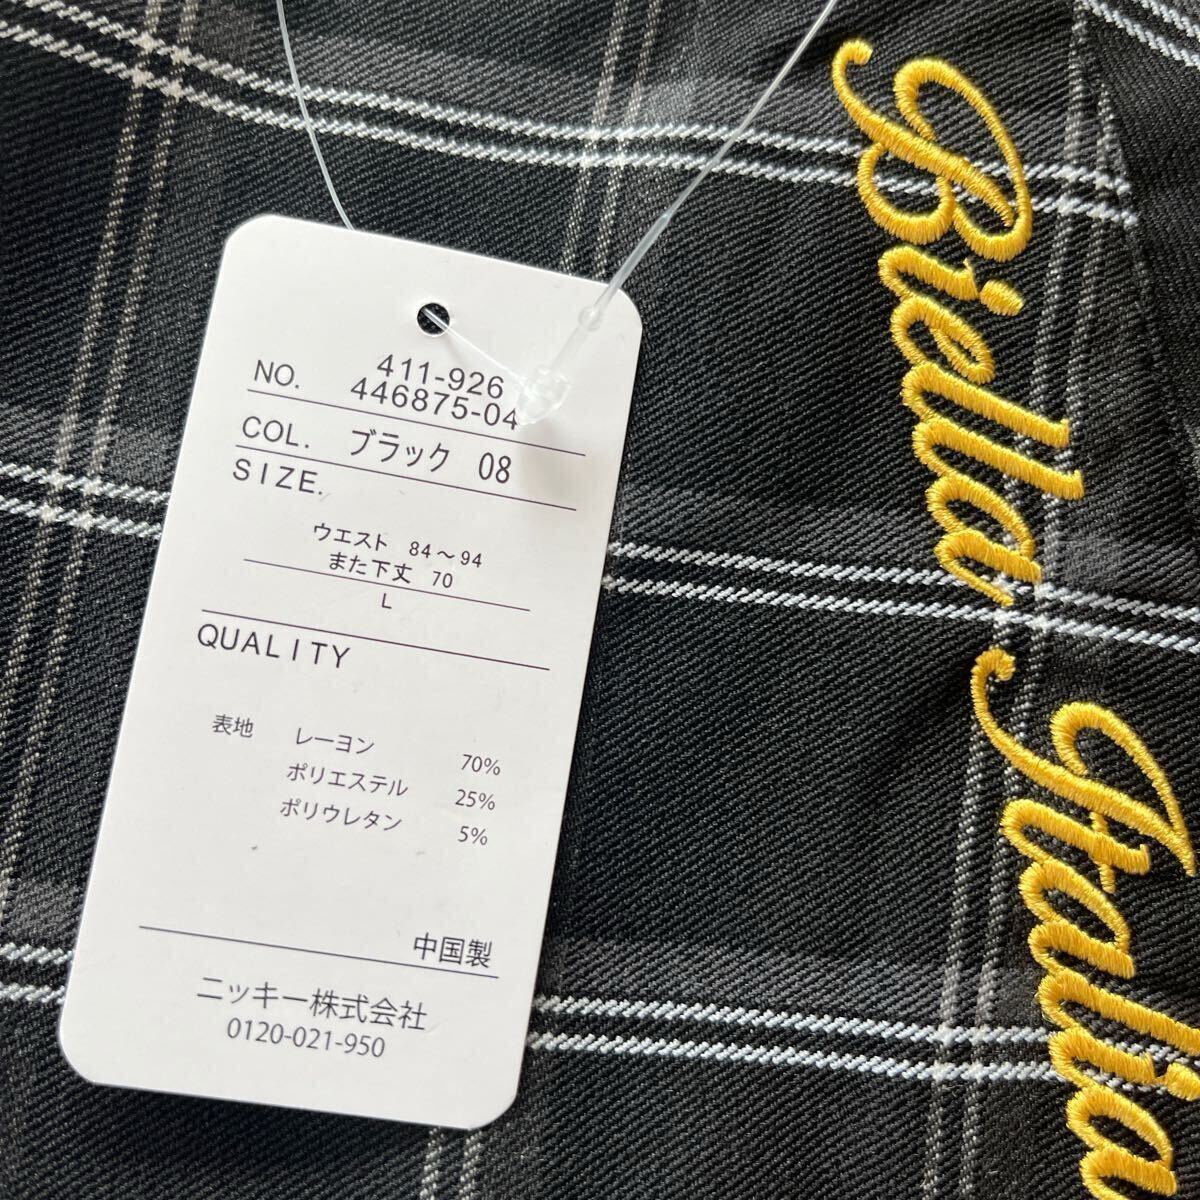 411-926
NO. 446875-04
COL. ブラック 08
SIZE.
ウエスト 84～94
また下丈 70
L
QUALITY
表地 レーヨン 70%
ポリエステル 25%
ポリウレタン 5%
中国製
ニッキー株式会社
0120-021-950
Biella Italia